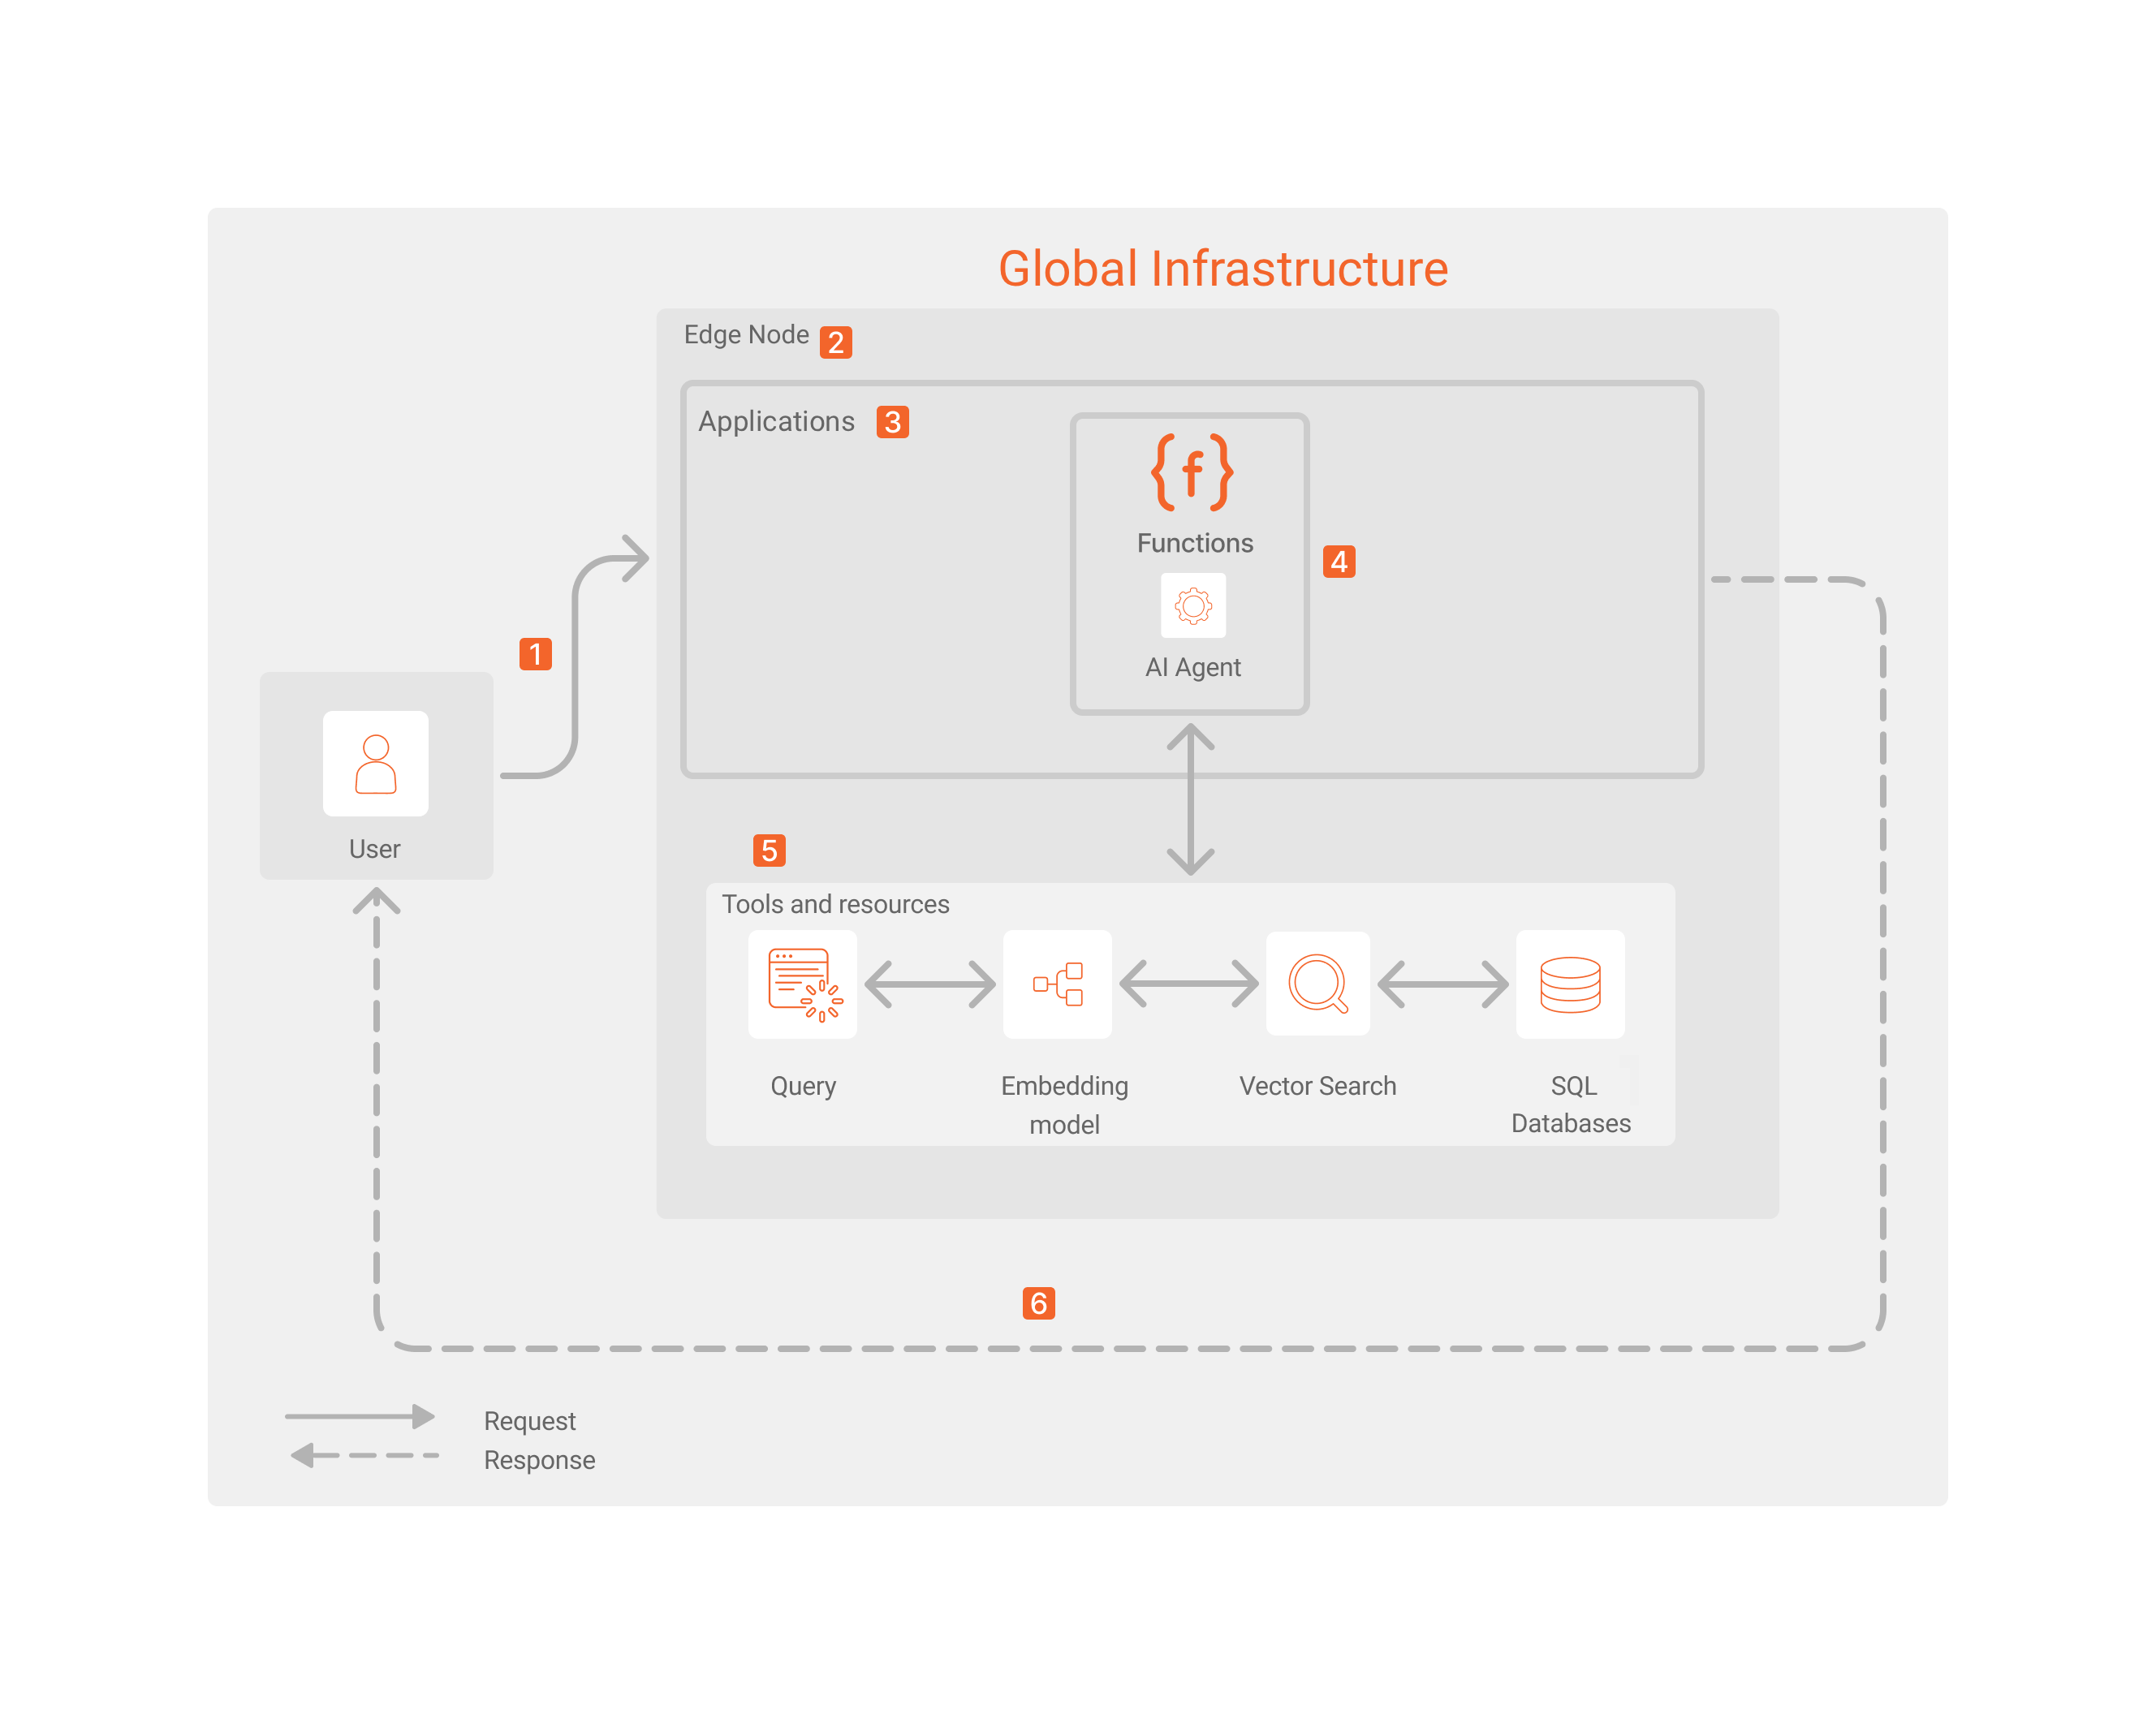 Global Infrastructure
Edge Node 2
Applications 3
{f}
Functions
4
AI Agent
1
User
5
Tools and resources
Query
Embedding
model
Vector Search
SQL
Databases
6
Request
Response